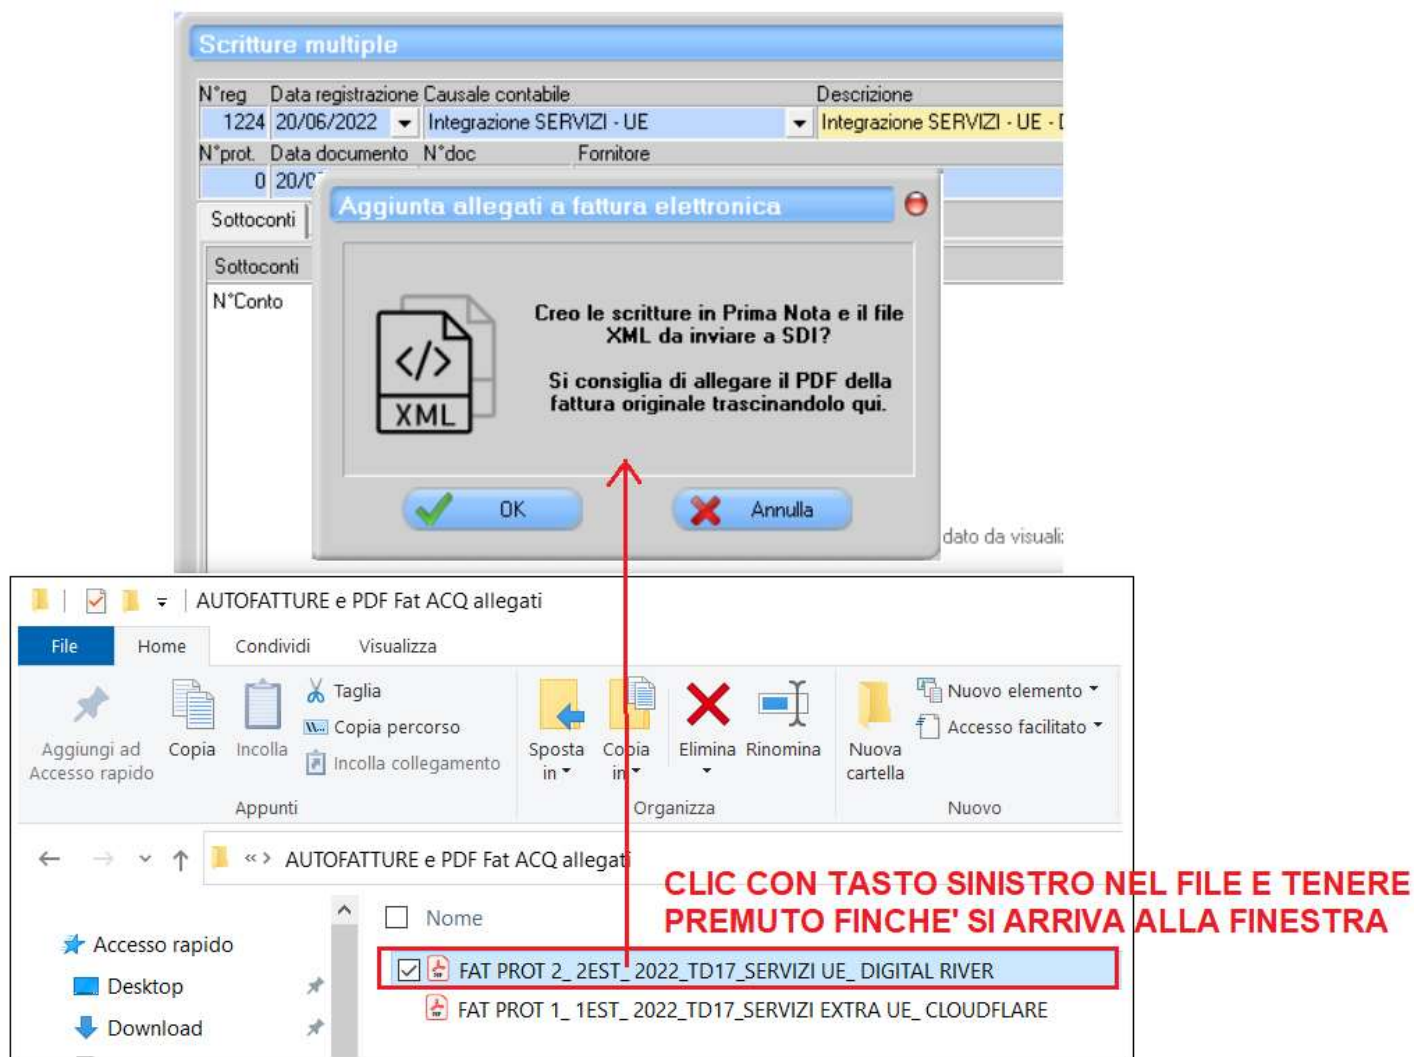 Scritture multiple
N°reg Data registrazione Causale contabile Descrizione
1224 20/06/2022 Integrazione SERVIZI - UE Integrazione SERVIZI - UE -
N°prot. Data documento N°doc Fornitore
0 20/0
Aggiunta allegati a fattura elettronica
Sottoconti
Sottoconti
N°Conto
Creo le scritture in Prima Nota e il file
XML da inviare a SDI?
Si consiglia di allegare il PDF della
fattura originale trascinandolo qui.
</>
XML
OK Annulla
dato da visuali
AUTOFATTURE e PDF Fat ACQ allegati
File Home Condividi Visualizza
Aggiungi ad
Accesso rapido
Copia
Incolla
Taglia
Copia percorso
Incolla collegamento
Appunti
Sposta
in
Copia
in
Elimina
Rinomina
Organizza
Nuova
cartella
Nuovo elemento
Accesso facilitato
Nuovo
«> AUTOFATTURE e PDF Fat ACQ allegati
CLIC CON TASTO SINISTRO NEL FILE E TENERE
PREMUTO FINCHE' SI ARRIVA ALLA FINESTRA
Nome
Accesso rapido
Desktop
Download
FAT PROT 2_ 2EST_ 2022_TD17_SERVIZI UE_ DIGITAL RIVER
FAT PROT 1_ 1EST_ 2022_TD17_SERVIZI EXTRA UE_ CLOUDFLARE